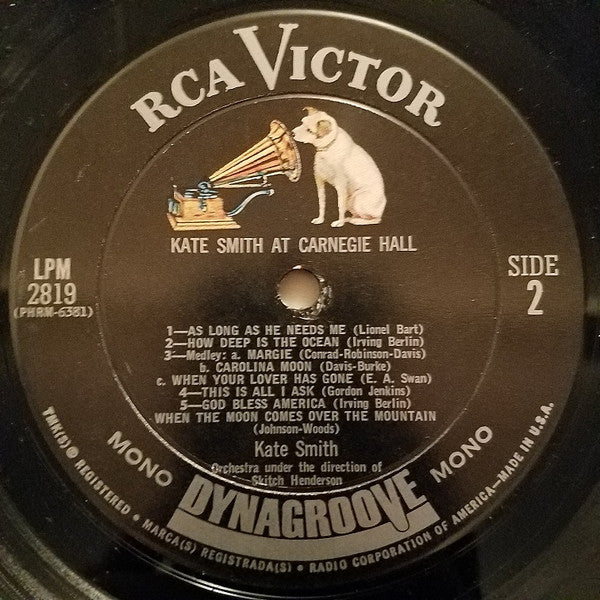 RCA VICTOR
KATE SMITH AT CARNEGIE HALL
LPM
2819
(PHRM-6381)
SIDE
2
1—AS LONG AS HE NEEDS ME (Lionel Bart)
2—HOW DEEP IS THE OCEAN (Irving Berlin)
3—Medley: a. MARGIE (Conrad-Robinson-Davis)
b. CAROLINA MOON (Davis-Burke)
c. WHEN YOUR LOVER HAS GONE (E. A. Swan)
4—THIS IS ALL I ASK (Gordon Jenkins)
5—GOD BLESS AMERICA (Irving Berlin)
WHEN THE MOON COMES OVER THE MOUNTAIN
(Johnson-Woods)
Kate Smith
Orchestra under the direction of
Skitch Henderson
MONO
DYNAGROOVE
MONO
TMK(S) ® REGISTERED • MARCA(S) REGISTRADA(S) • RADIO CORPORATION OF AMERICA—MADE IN U.S.A.